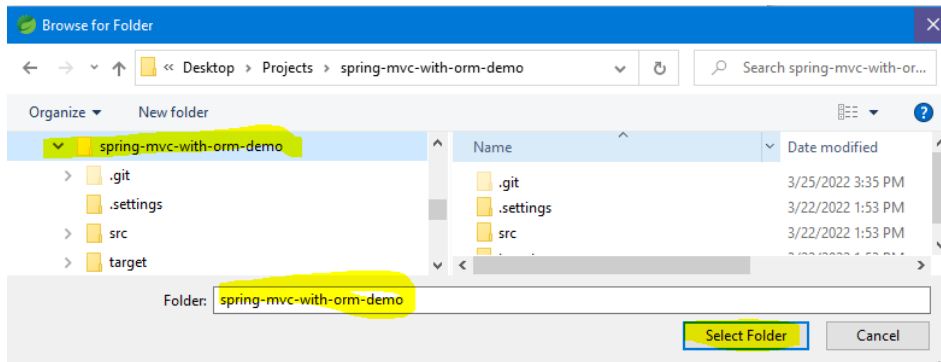 Browse for Folder
« Desktop > Projects > spring-mvc-with-orm-demo
Search spring-mvc-with-or...
Organize
New folder
spring-mvc-with-orm-demo
.git
.settings
src
target
Name
Date modified
.git
3/25/2022 3:35 PM
.settings
3/22/2022 1:53 PM
src
3/22/2022 1:53 PM
Folder:
spring-mvc-with-orm-demo
Select Folder
Cancel